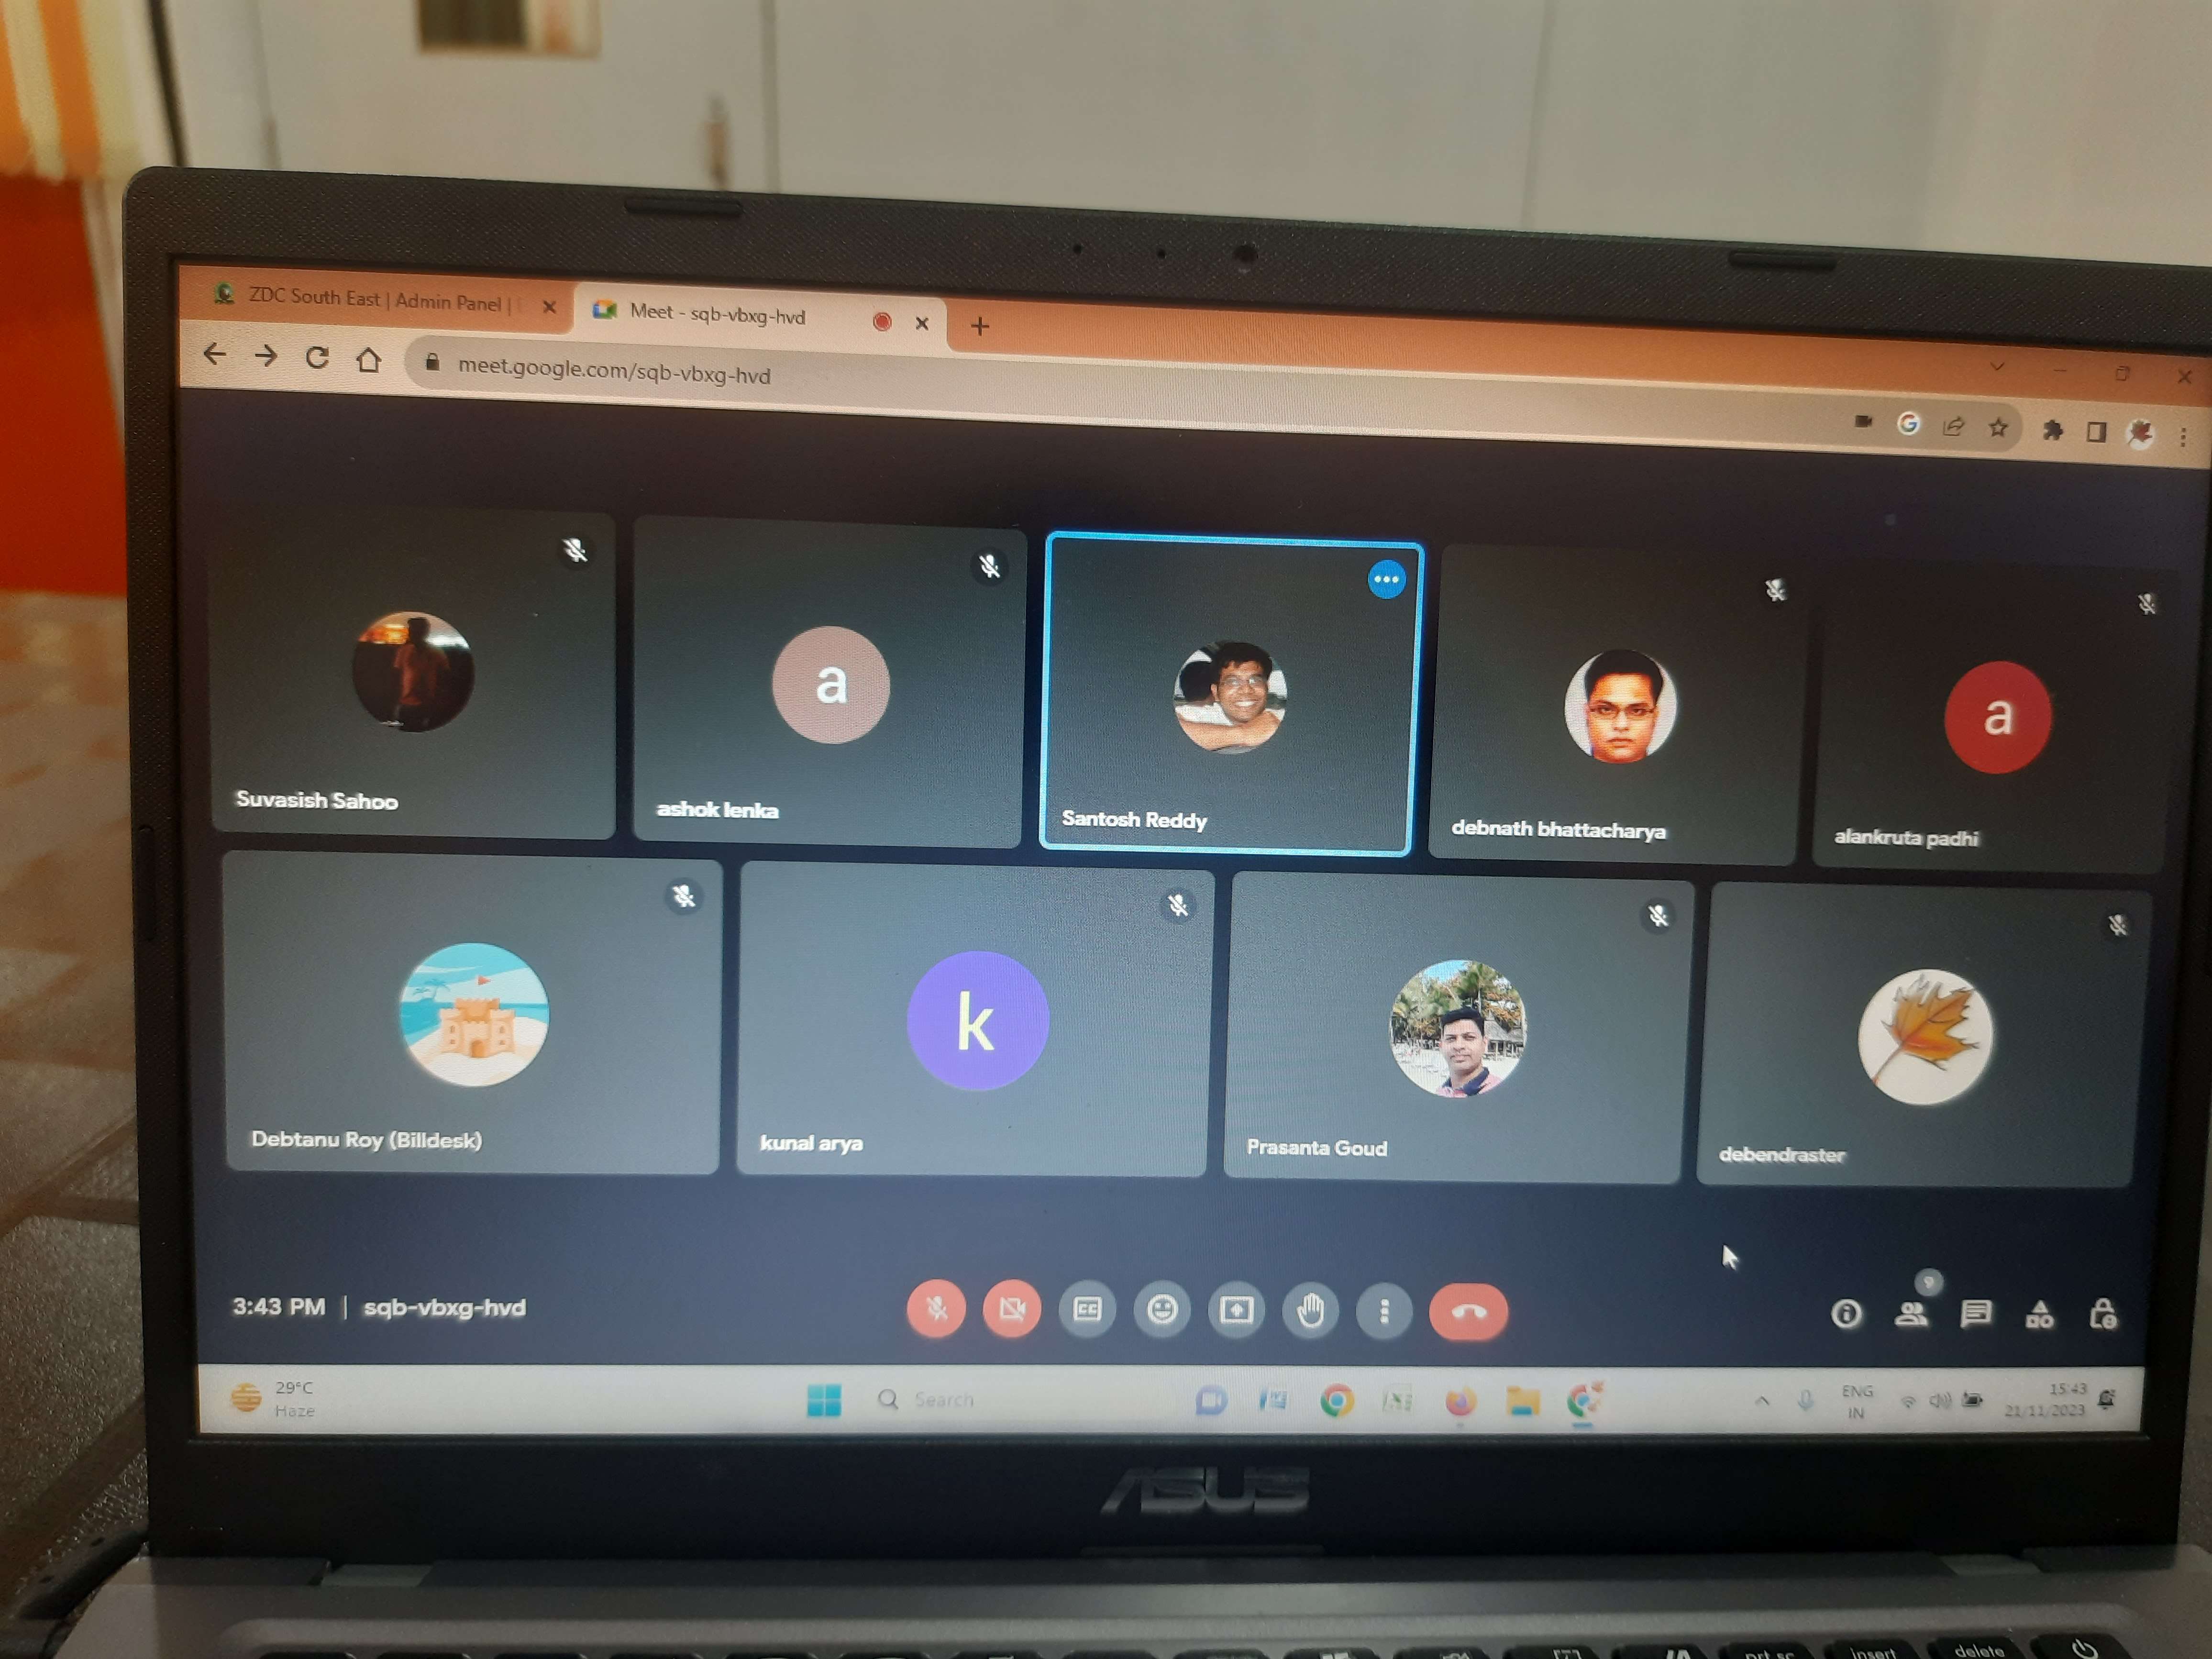 ZDC South East | Admin Panel |
Meet - sqb-vbxg-hvd
meet.google.com/sqb-vbxg-hvd
G
a
a
Suvasish Sahoo
ashok lenka
Santosh Reddy
debnath bhattacharya
alankruta padhi
k
Debtanu Roy (Billdesk)
kunal arya
Prasanta Goud
debendraster
9
3:43 PM | sqb-vbxg-hvd
CC
29°C
Haze
Search
ENG
IN
15:43
21/11/2023
ASUS
prt sc
insert
delete